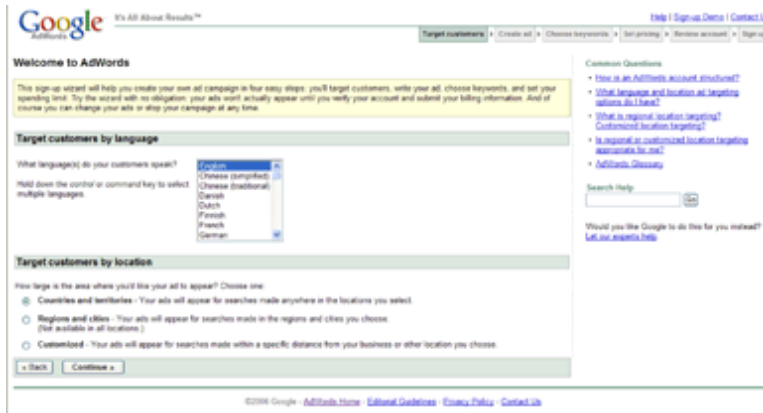 Google It's All About Results™
AdWords
Help | Sign-up Demo | Contact U
Target customers > Create ad > Choose keywords > Set pricing > Review account > Sign-u
Welcome to AdWords
This sign-up wizard will help you create your own ad campaign in four easy steps: you'll target customers, write your ad, choose keywords, and set your
spending limit. Try the wizard with no obligation: your ads won't actually appear until you verify your account and submit your billing information. And of
course you can change your ads or stop your campaign at any time.
Target customers by language
What language(s) do your customers speak?
Hold down the control or command key to select
multiple languages.
English
Chinese (simplified)
Chinese (traditional)
Danish
Dutch
Finnish
French
German
Target customers by location
How large is the area where you'd like your ad to appear? Choose one:
Countries and territories - Your ads will appear for searches made anywhere in the locations you select.
Regions and cities - Your ads will appear for searches made in the regions and cities you choose.
(Not available in all locations.)
Customized - Your ads will appear for searches made within a specific distance from your business or other location you choose.
« Back Continue »
Common Questions
How is an AdWords account structured?
What language and location ad targeting
options do I have?
What is regional location targeting?
Customized location targeting?
Is regional or customized location targeting
appropriate for me?
AdWords Glossary
Search Help
Go
Would you like Google to do this for you instead?
Let our experts help.
©2006 Google - AdWords Home - Editorial Guidelines - Privacy Policy - Contact Us